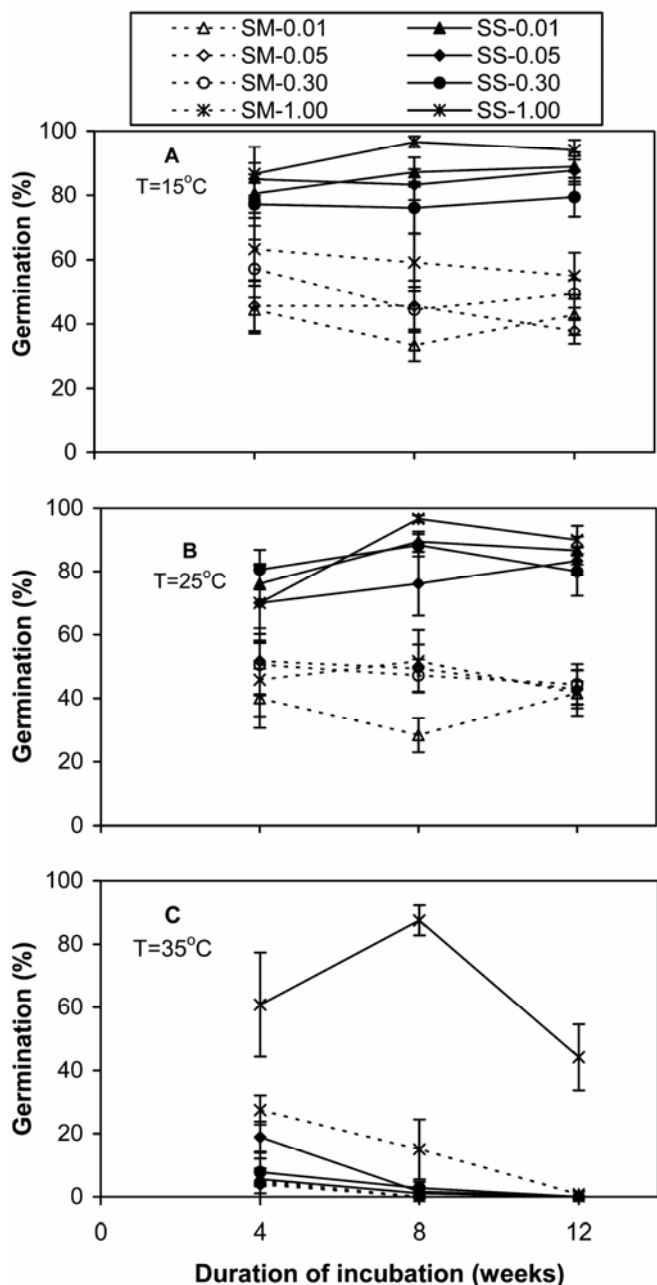 SM-0.01 SS-0.01
SM-0.05 SS-0.05
SM-0.30 SS-0.30
SM-1.00 SS-1.00
Germination (%)
100
80
60
40
20
0
A
T=15°C
Germination (%)
100
80
60
40
20
0
B
T=25°C
Germination (%)
100
80
60
40
20
0
C
T=35°C
0 4 8 12
Duration of incubation (weeks)